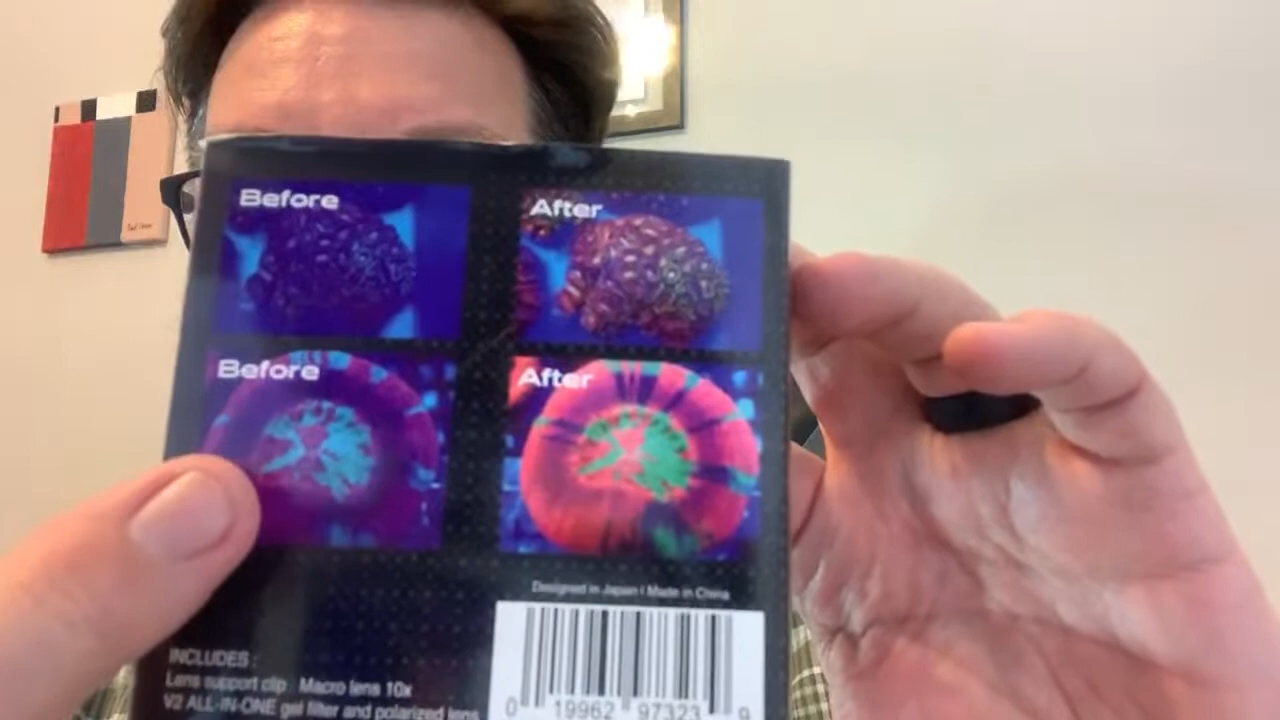 Before
After
Before
After
Designed in Japan | Made in China
INCLUDES :
Lens support clip Macro lens 10x
V2 ALL-IN-ONE gel filter and polarized lens
0 19962 97323 9